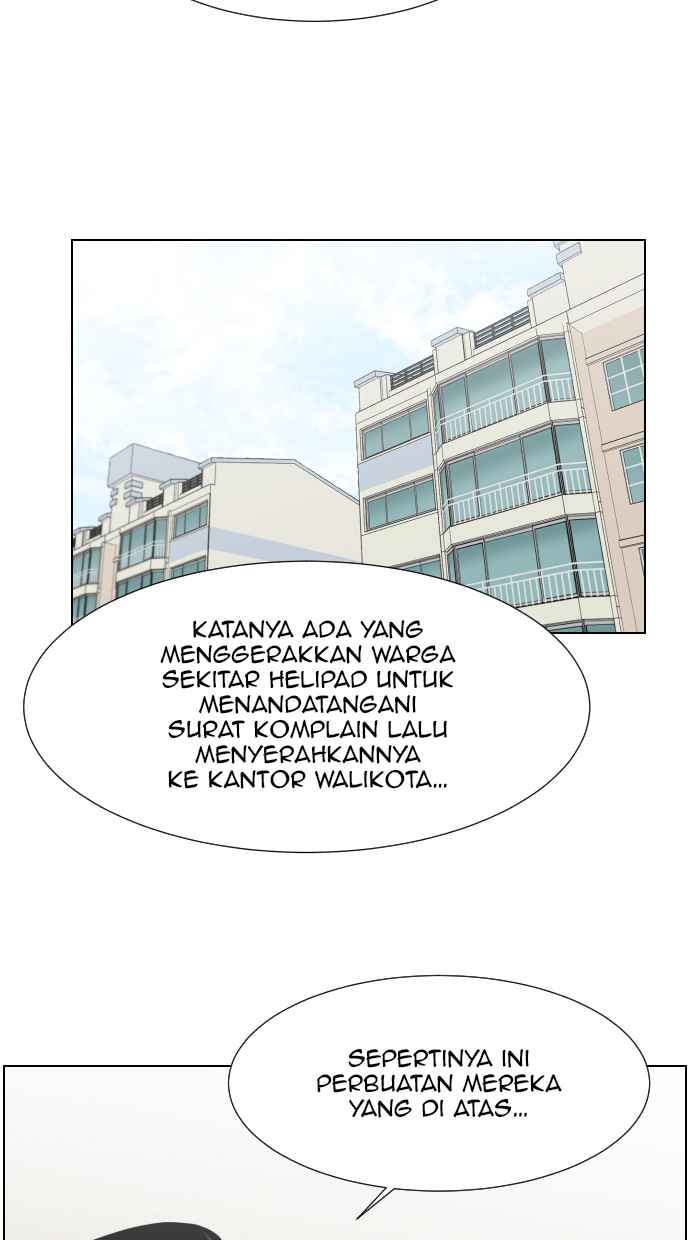 KATANYA ADA YANG
MENGGERAKKAN WARGA
SEKITAR HELIPAD UNTUK
MENANDATANGANI
SURAT KOMPLAIN LALU
MENYERAHKANNYA
KE KANTOR WALIKOTA...
SEPERTINYA INI
PERBUATAN MEREKA
YANG DI ATAS...